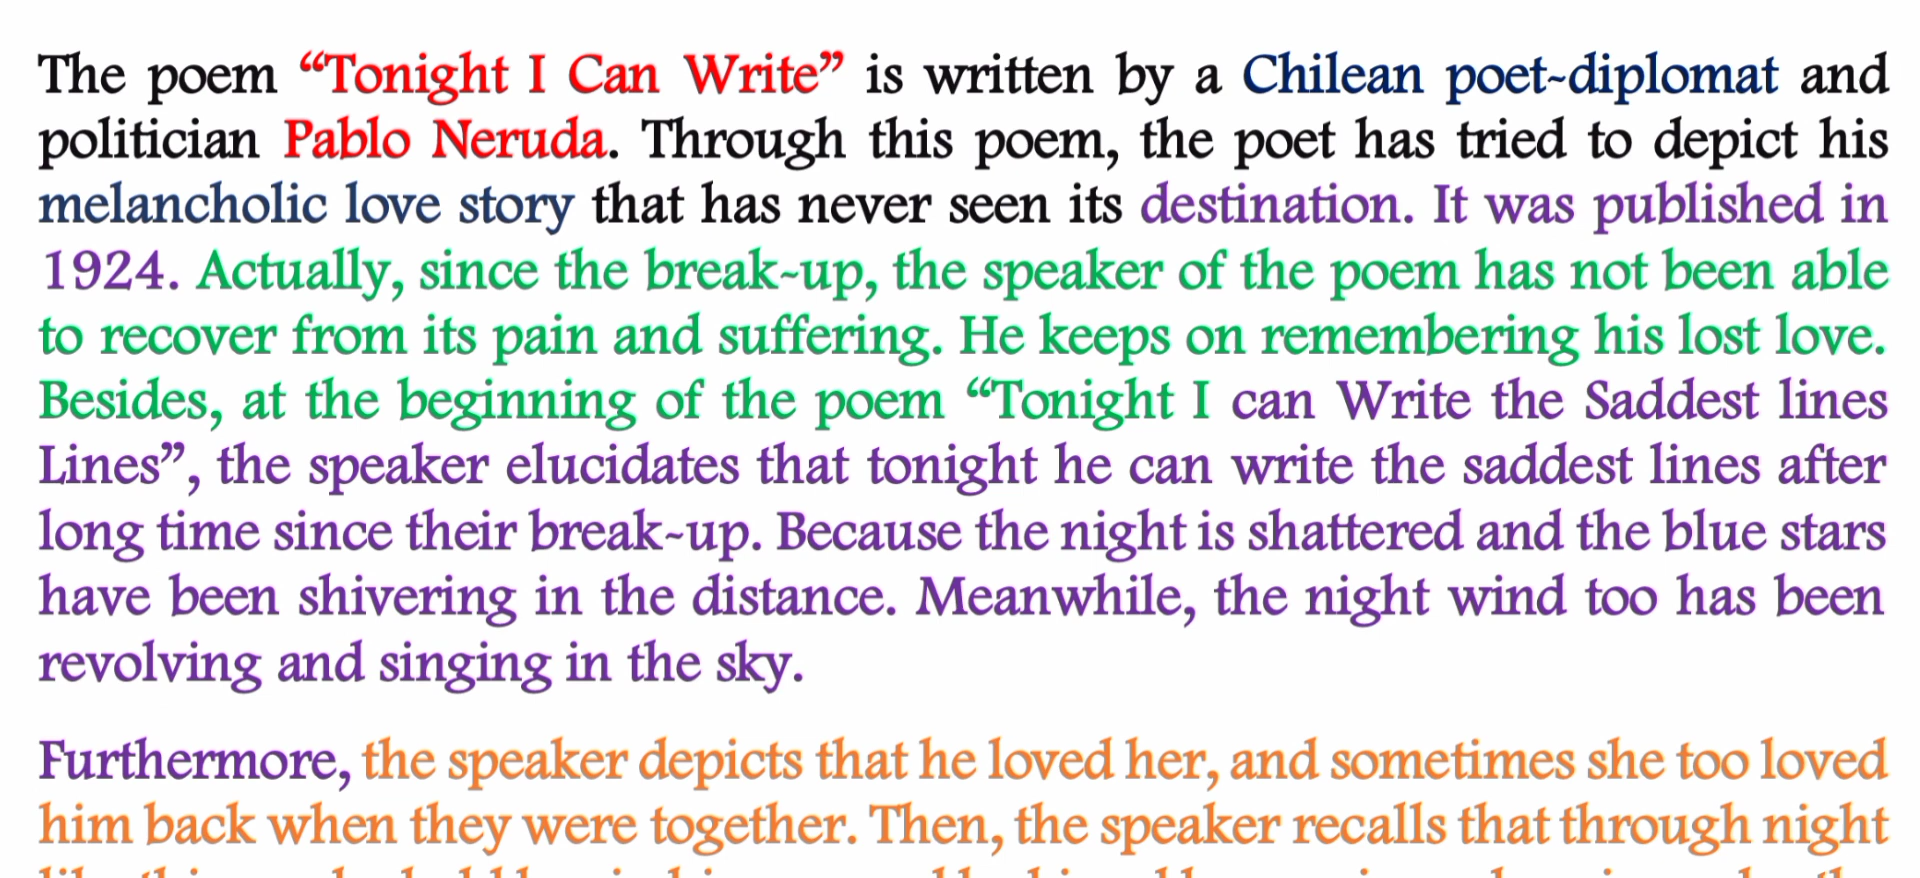 The poem “Tonight I Can Write” is written by a Chilean poet-diplomat and
politician Pablo Neruda. Through this poem, the poet has tried to depict his
melancholic love story that has never seen its destination. It was published in
1924. Actually, since the break-up, the speaker of the poem has not been able
to recover from its pain and suffering. He keeps on remembering his lost love.
Besides, at the beginning of the poem “Tonight I can Write the Saddest lines
Lines”, the speaker elucidates that tonight he can write the saddest lines after
long time since their break-up. Because the night is shattered and the blue stars
have been shivering in the distance. Meanwhile, the night wind too has been
revolving and singing in the sky.
Furthermore, the speaker depicts that he loved her, and sometimes she too loved
him back when they were together. Then, the speaker recalls that through night